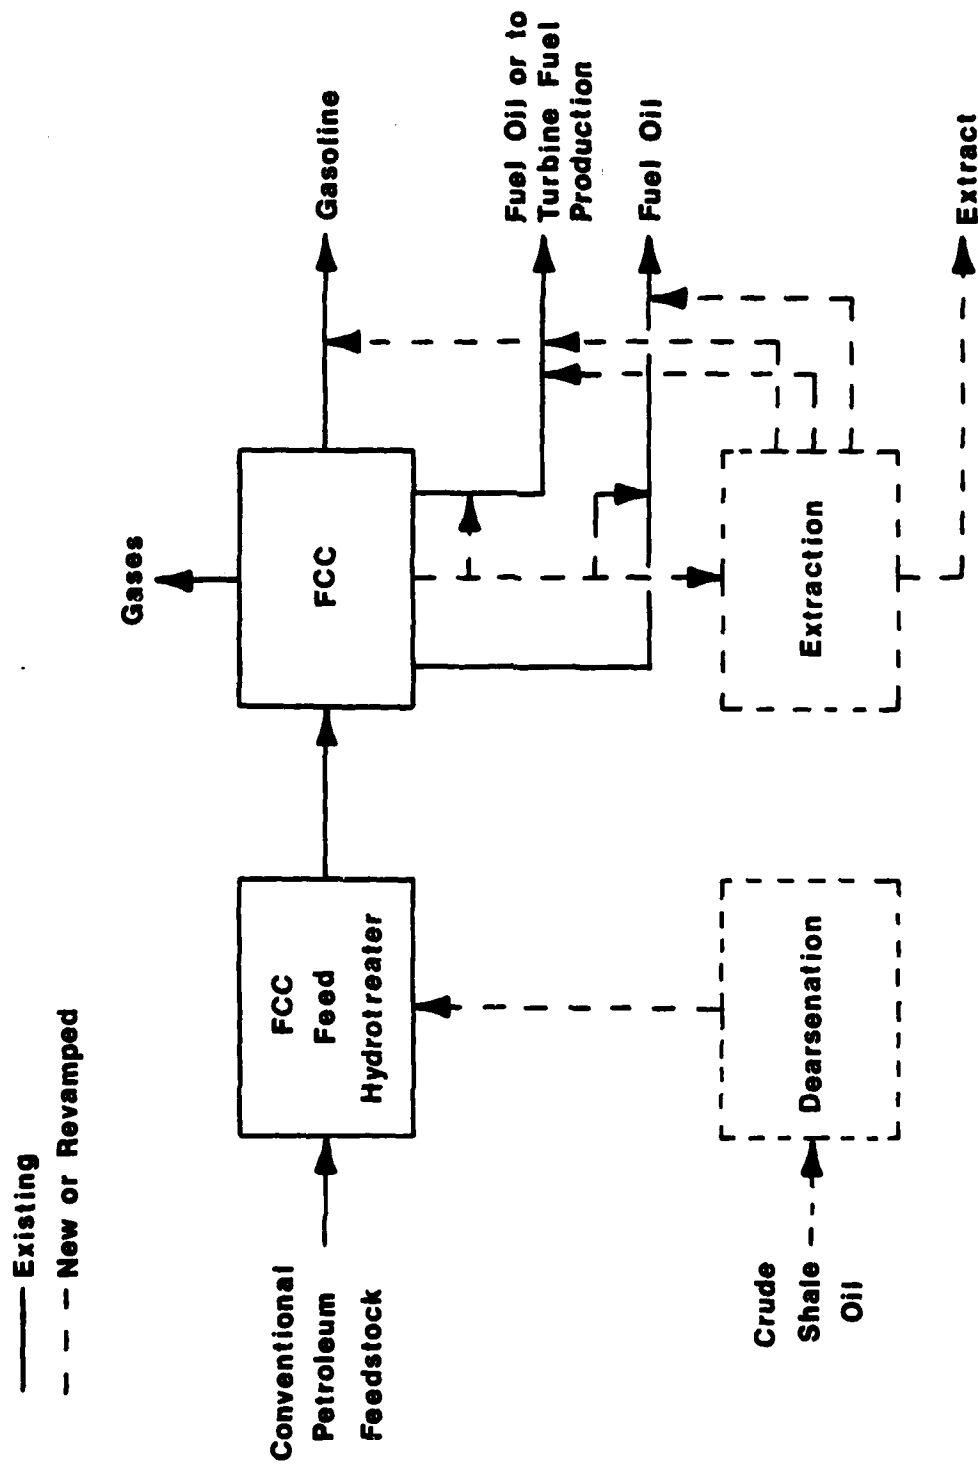 Existing
New or Revamped
Conventional
Petroleum
Feedstock
FCC
Feed
Hydrotreater
Gases
FCC
Gasoline
Fuel Oil or to
Turbine Fuel
Production
Fuel Oil
Crude
Shale
Oil
Dearsenation
Extraction
Extract